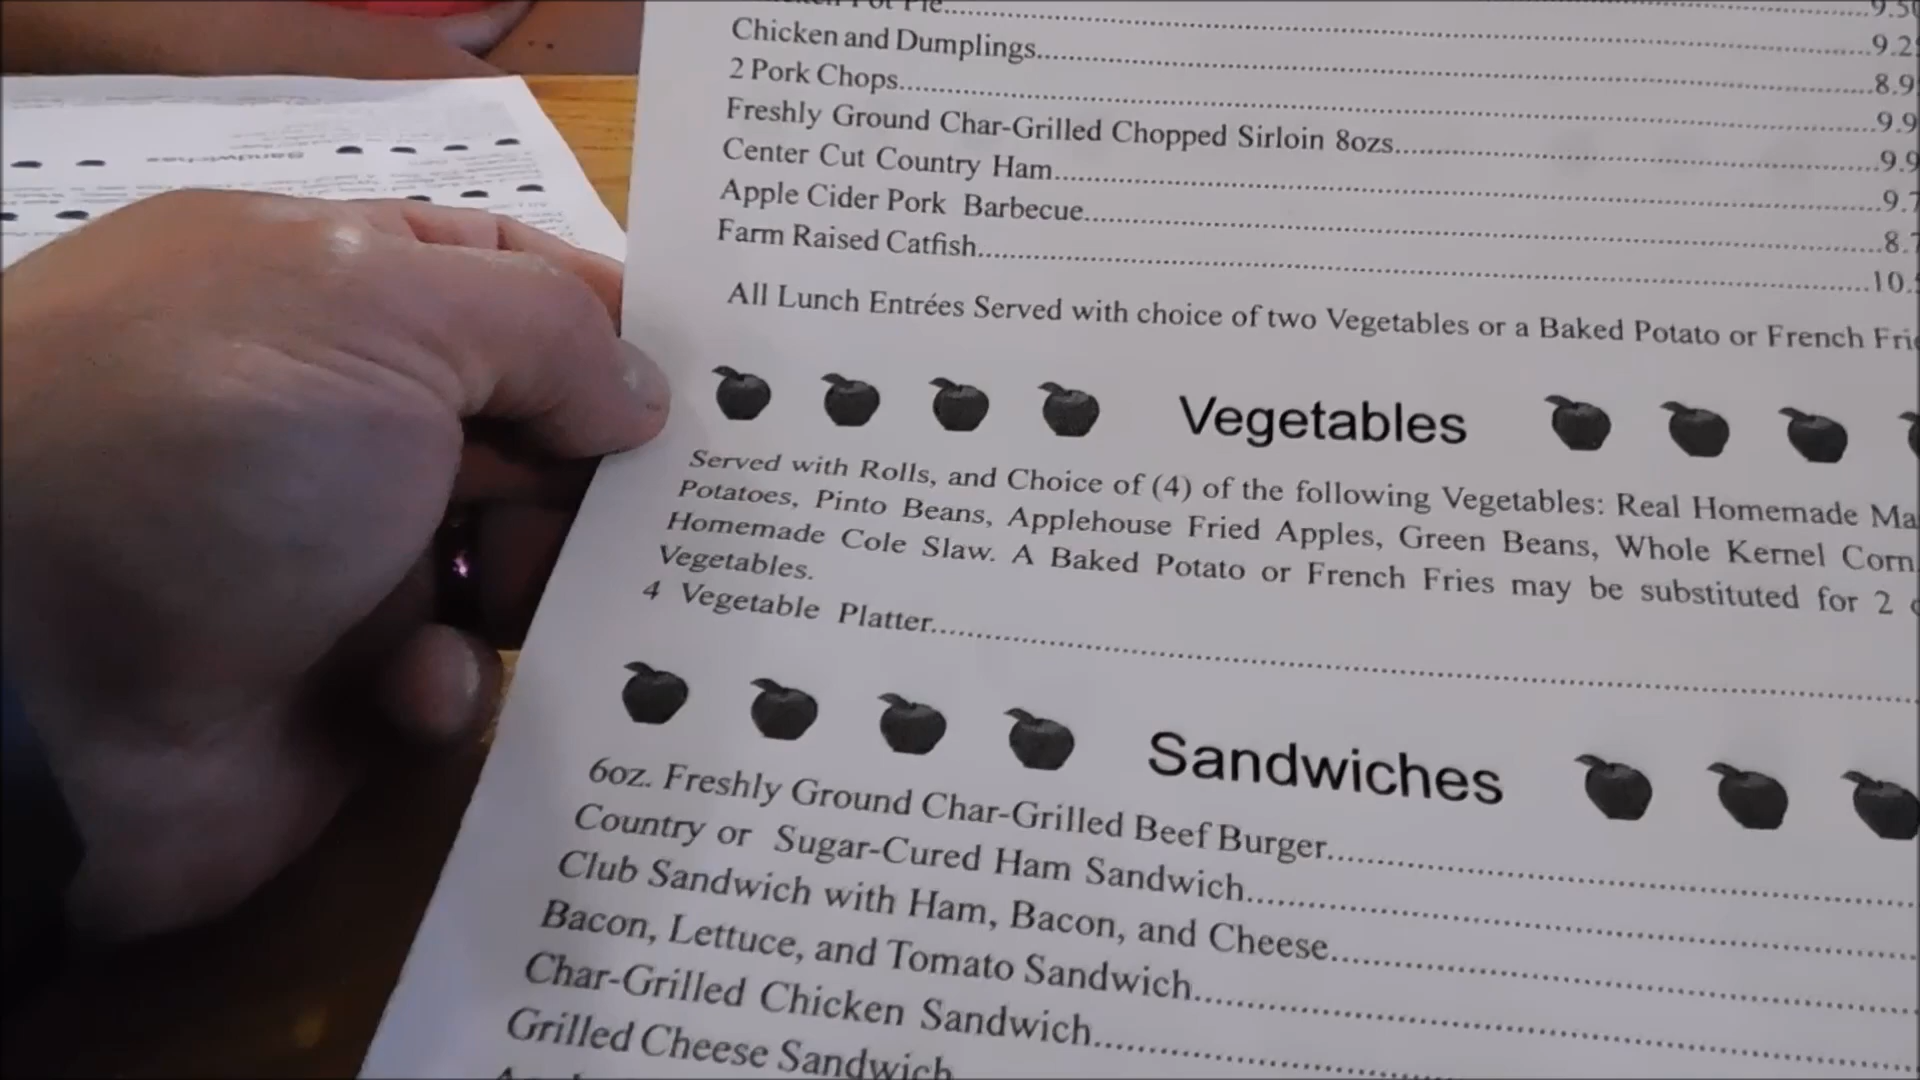 Pot Pie..........9.50
Chicken and Dumplings..........9.2
2 Pork Chops..........8.9
Freshly Ground Char-Grilled Chopped Sirloin 8ozs..........9.9
Center Cut Country Ham..........9.9
Apple Cider Pork Barbecue..........9.7
Farm Raised Catfish..........8.7
10.
All Lunch Entrées Served with choice of two Vegetables or a Baked Potato or French
Vegetables
Served with Rolls, and Choice of (4) of the following Vegetables: Real Homemade
Potatoes, Pinto Beans, Applehouse Fried Apples, Green Beans, Whole Kernel Corn,
Homemade Cole Slaw. A Baked Potato or French Fries may be substituted for 2
Vegetables.
4 Vegetable Platter..........
Sandwiches
6oz. Freshly Ground Char-Grilled Beef Burger..........
Country or Sugar-Cured Ham Sandwich..........
Club Sandwich with Ham, Bacon, and Cheese..........
Bacon, Lettuce, and Tomato Sandwich..........
Char-Grilled Chicken Sandwich..........
Grilled Cheese Sandwich